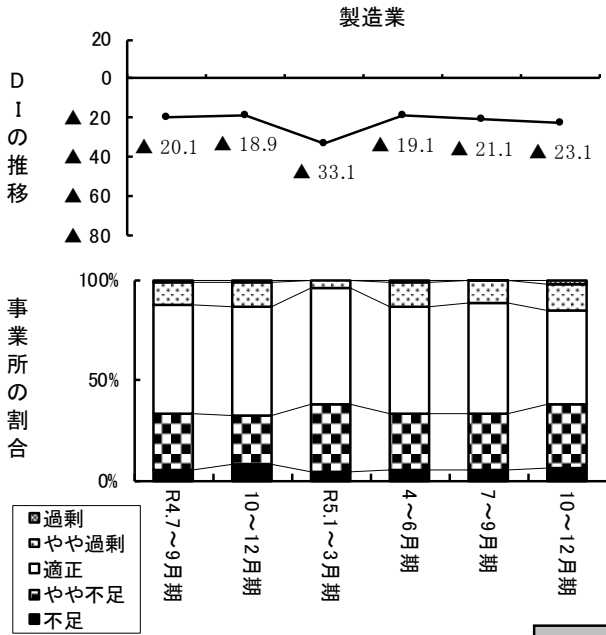 製造業
DIの推移
20
0
▲ 20
▲ 40
▲ 60
▲ 80
▲ 20.1
▲ 18.9
▲ 33.1
▲ 19.1
▲ 21.1
▲ 23.1
事業所の割合
100%
50%
0%
R4.7～9月期
10～12月期
R5.1～3月期
4～6月期
7～9月期
10～12月期
過剰
やや過剰
適正
やや不足
不足